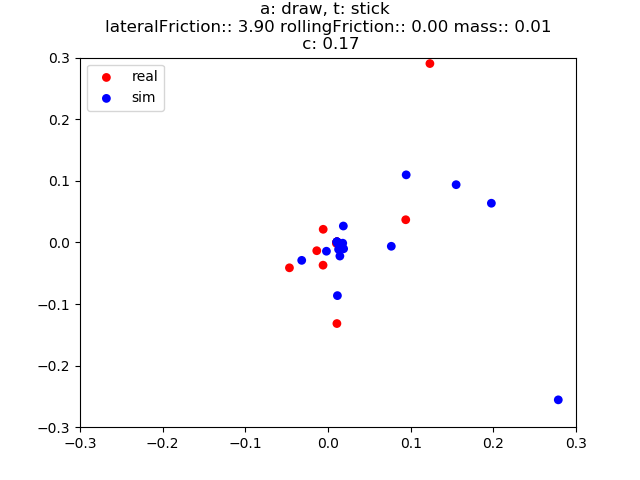 a: draw, t: stick
lateralFriction:: 3.90 rollingFriction:: 0.00 mass:: 0.01
c: 0.17
real
sim
0.3
0.2
0.1
0.0
−0.1
−0.2
−0.3
−0.3
−0.2
−0.1
0.0
0.1
0.2
0.3